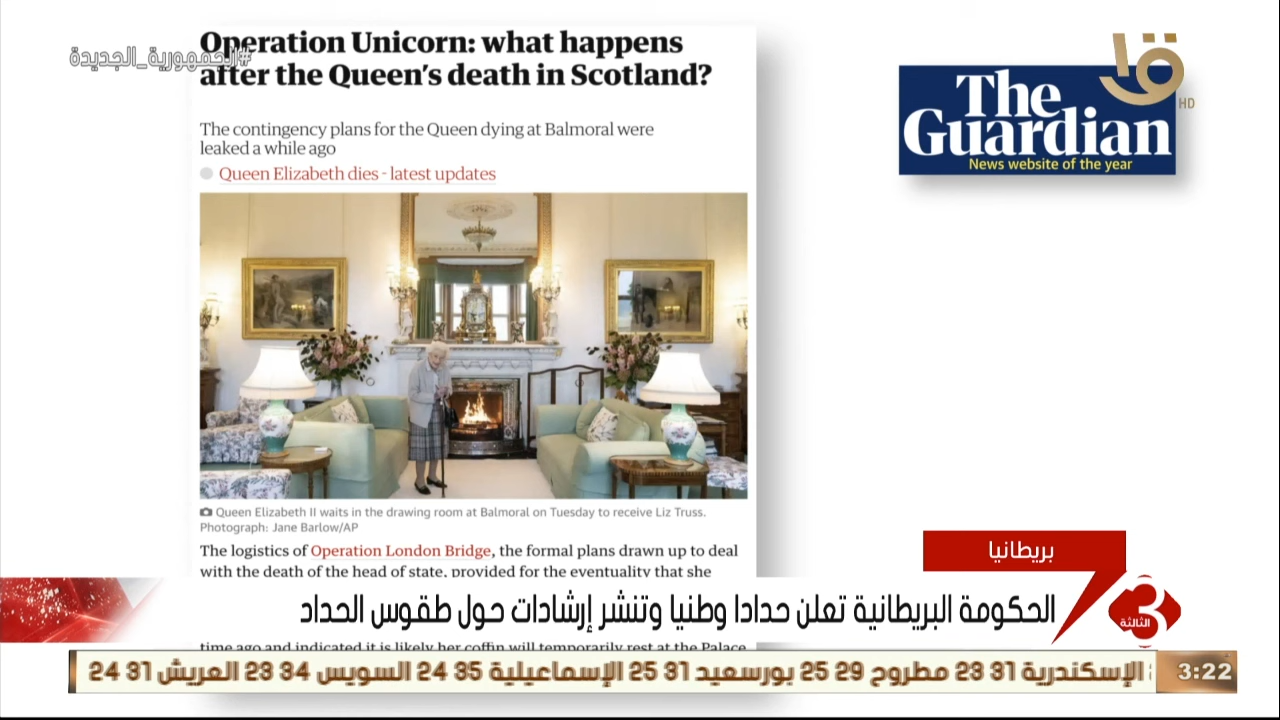 #الجمهورية_الجديدة
Operation Unicorn: what happens
after the Queen's death in Scotland?
The contingency plans for the Queen dying at Balmoral were
leaked a while ago
Queen Elizabeth dies - latest updates
HD
The
Guardian
News website of the year
Queen Elizabeth II waits in the drawing room at Balmoral on Tuesday to receive Liz Truss.
Photograph: Jane Barlow/AP
The logistics of Operation London Bridge, the formal plans drawn up to deal
with the death of the head of state, provided for the eventuality that she
بريطانيا
الحكومة البريطانية تعلن حدادا وطنيا وتنشر إرشادات حول طقوس الحداد
3
الثالثة
time ago and indicated it is likely her coffin will temporarily rest at the Palace
الإسكندرية 31 23 مطروح 29 25 بورسعيد 31 25 الإسماعيلية 35 24 السويس 34 23 العريش 31 24
3:22